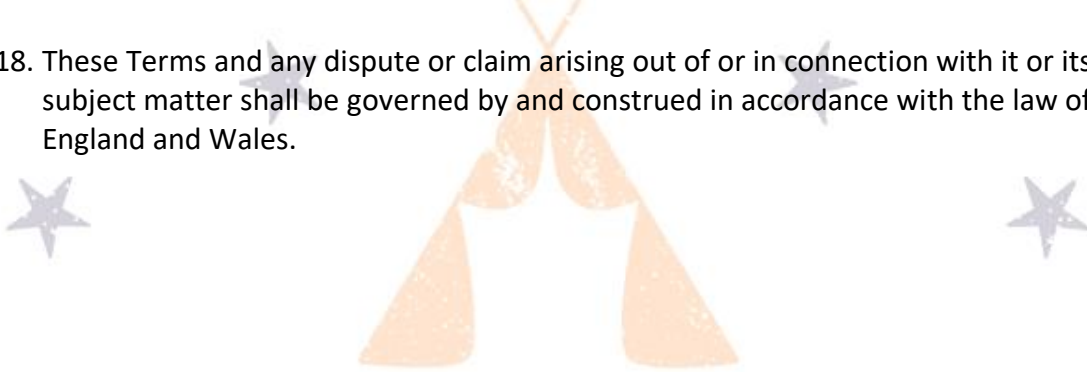 18. These Terms and any dispute or claim arising out of or in connection with it or its
subject matter shall be governed by and construed in accordance with the law of
England and Wales.